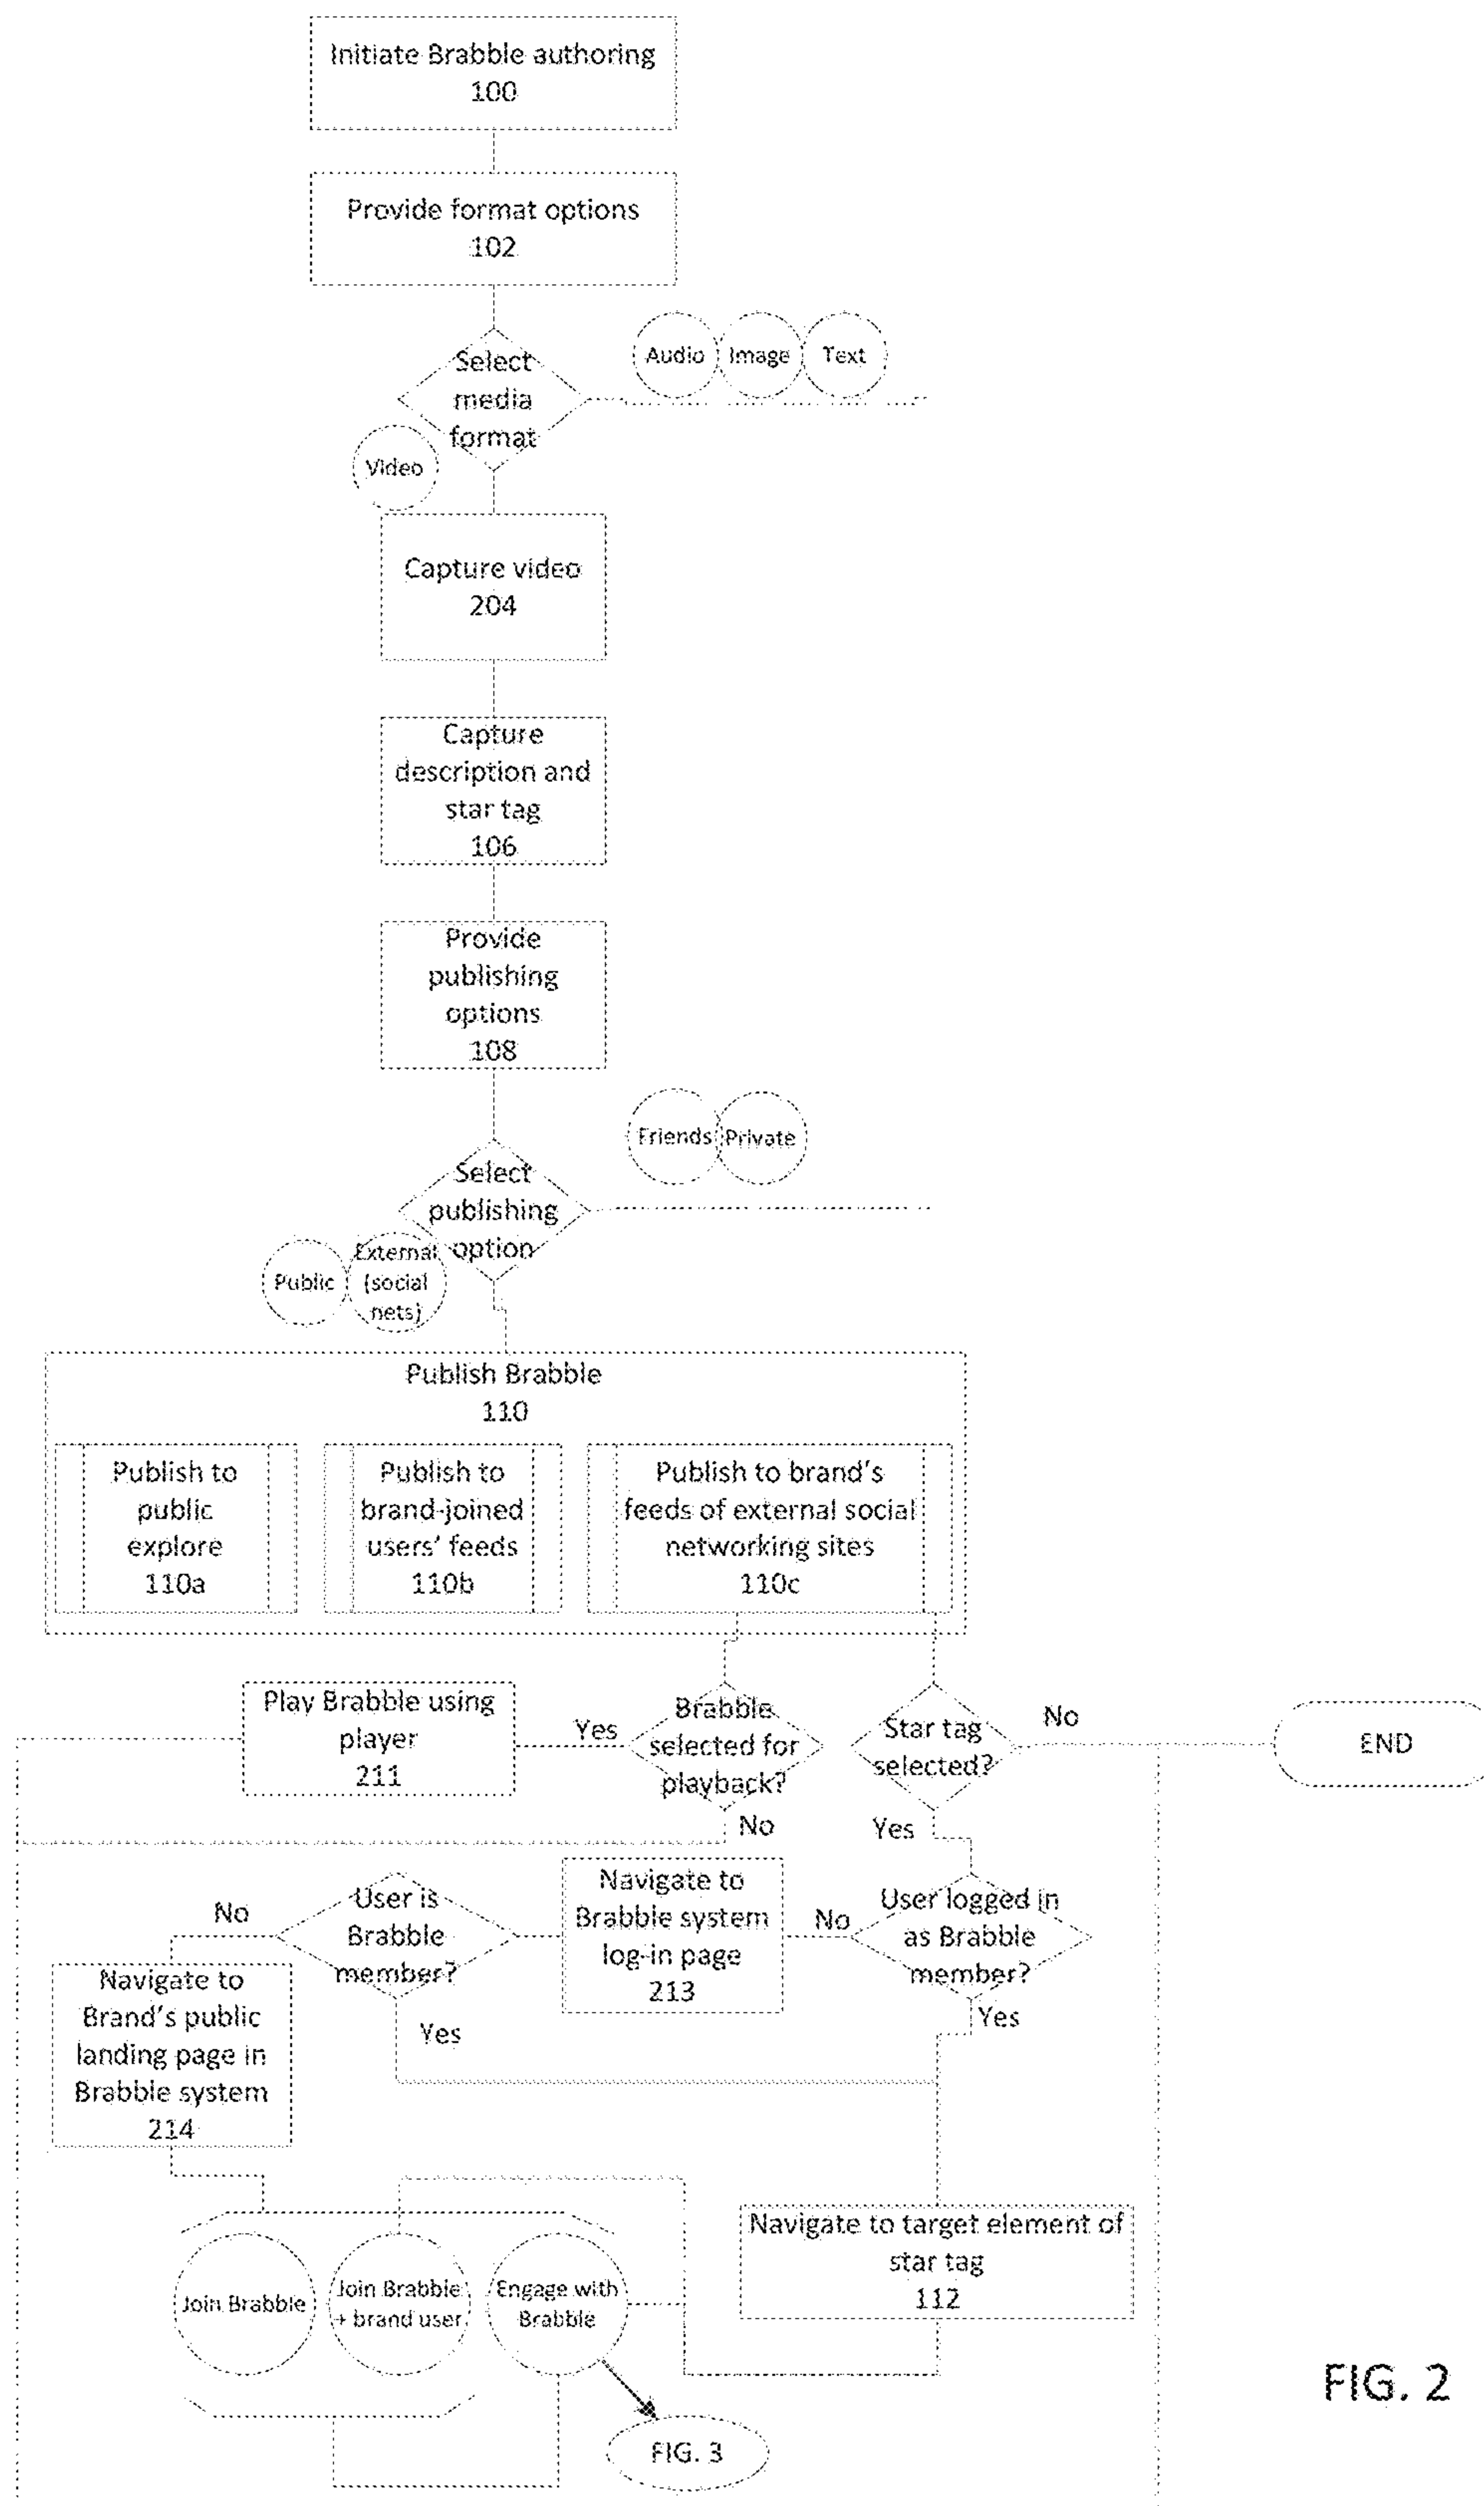 Initiate Brabble authoring
100
Provide format options
102
Select
media
format
Audio
Image
Text
Video
Capture video
204
Capture
description and
star tag
106
Provide
publishing
options
108
Friends
Private
Select
publishing
option
Public
External
(social
nets)
Publish Brabble
110
Publish to
public
explore
110a
Publish to
brand-joined
users' feeds
110b
Publish to brand's
feeds of external social
networking sites
110c
Play Brabble using
player
211
Yes
Brabble
selected for
playback?
No
Star tag
selected?
No
END
Yes
No
User is
Brabble
member?
Navigate to
Brabble system
log-in page
213
No
User logged in
as Brabble
member?
Yes
Yes
Navigate to
Brand's public
landing page in
Brabble system
214
Join Brabble
Join Brabble
+ brand user
Engage with
Brabble
Navigate to target element of
star tag
112
FIG. 3
FIG. 2